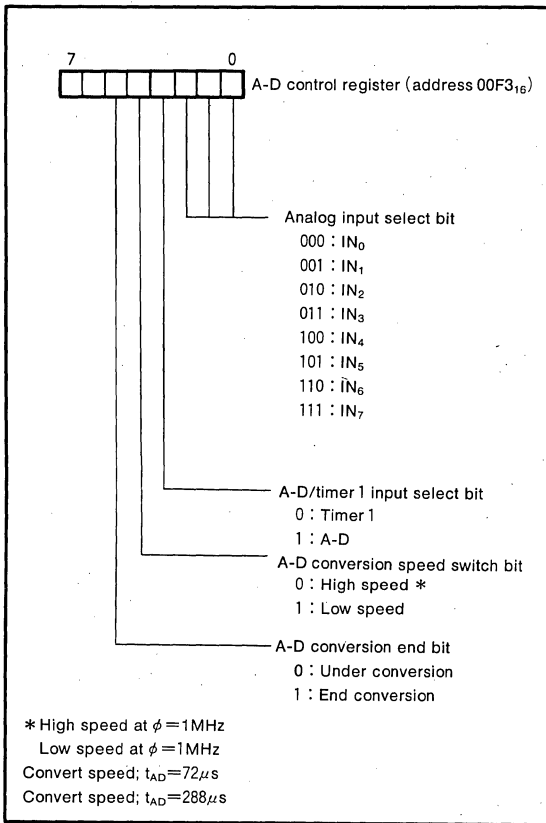 7 0
A-D control register (address 00F3₁₆)
Analog input select bit
000 : IN₀
001 : IN₁
010 : IN₂
011 : IN₃
100 : IN₄
101 : IN₅
110 : IN₆
111 : IN₇
A-D/timer 1 input select bit
0 : Timer 1
1 : A-D
A-D conversion speed switch bit
0 : High speed *
1 : Low speed
A-D conversion end bit
0 : Under conversion
1 : End conversion
* High speed at φ=1MHz
Low speed at φ=1MHz
Convert speed; tAD=72μs
Convert speed; tAD=288μs